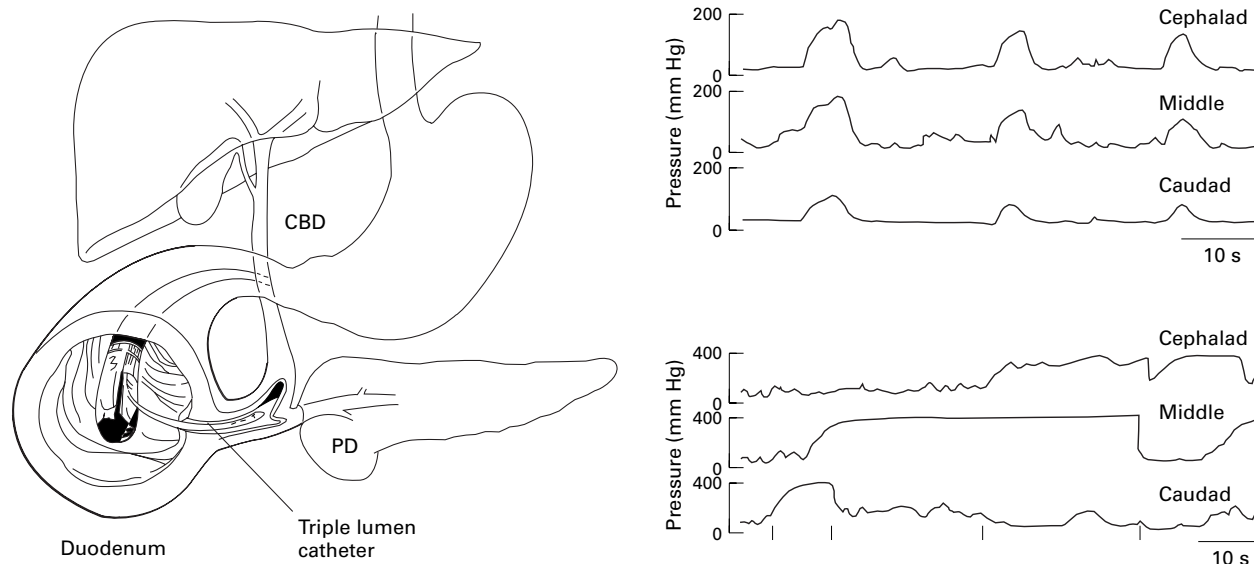 CBD
PD
Triple lumen
catheter
Duodenum
Pressure (mm Hg)
200
0
Cephalad
200
0
Middle
200
0
Caudad
10 s
Pressure (mm Hg)
400
0
Cephalad
400
0
Middle
400
0
Caudad
10 s